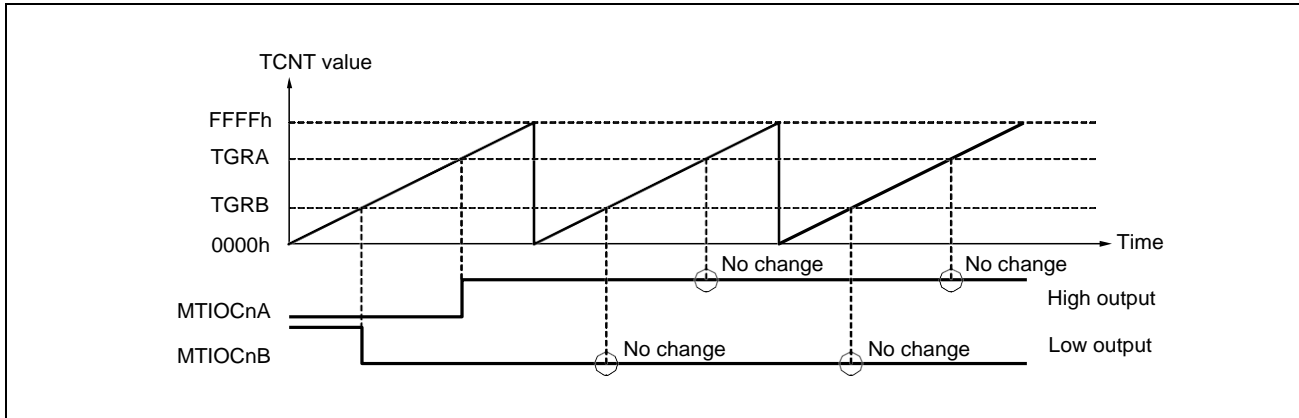 TCNT value
FFFFh
TGRA
TGRB
0000h
Time
No change
No change
High output
MTIOCnA
No change
No change
Low output
MTIOCnB